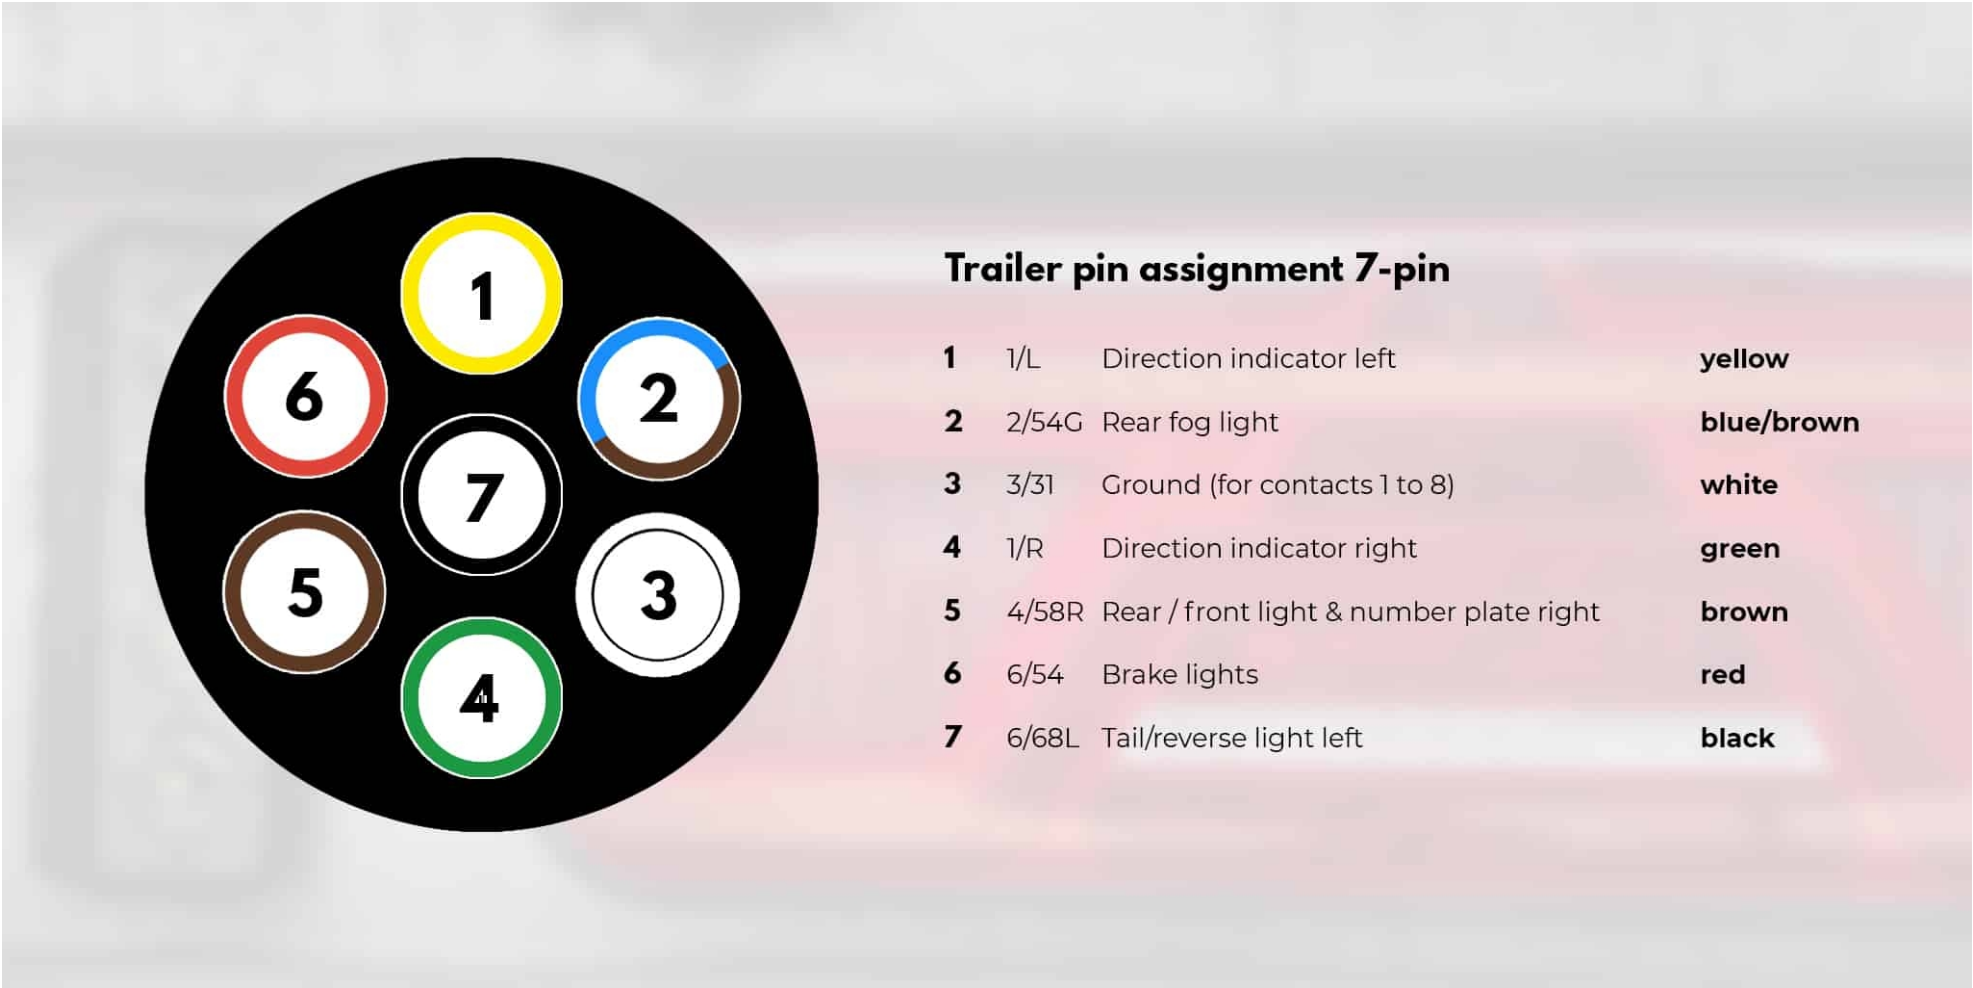 1
6
2
7
5
3
4
Trailer pin assignment 7-pin
1 1/L Direction indicator left yellow
2 2/54G Rear fog light blue/brown
3 3/31 Ground (for contacts 1 to 8) white
4 1/R Direction indicator right green
5 4/58R Rear / front light & number plate right brown
6 6/54 Brake lights red
7 6/68L Tail/reverse light left black